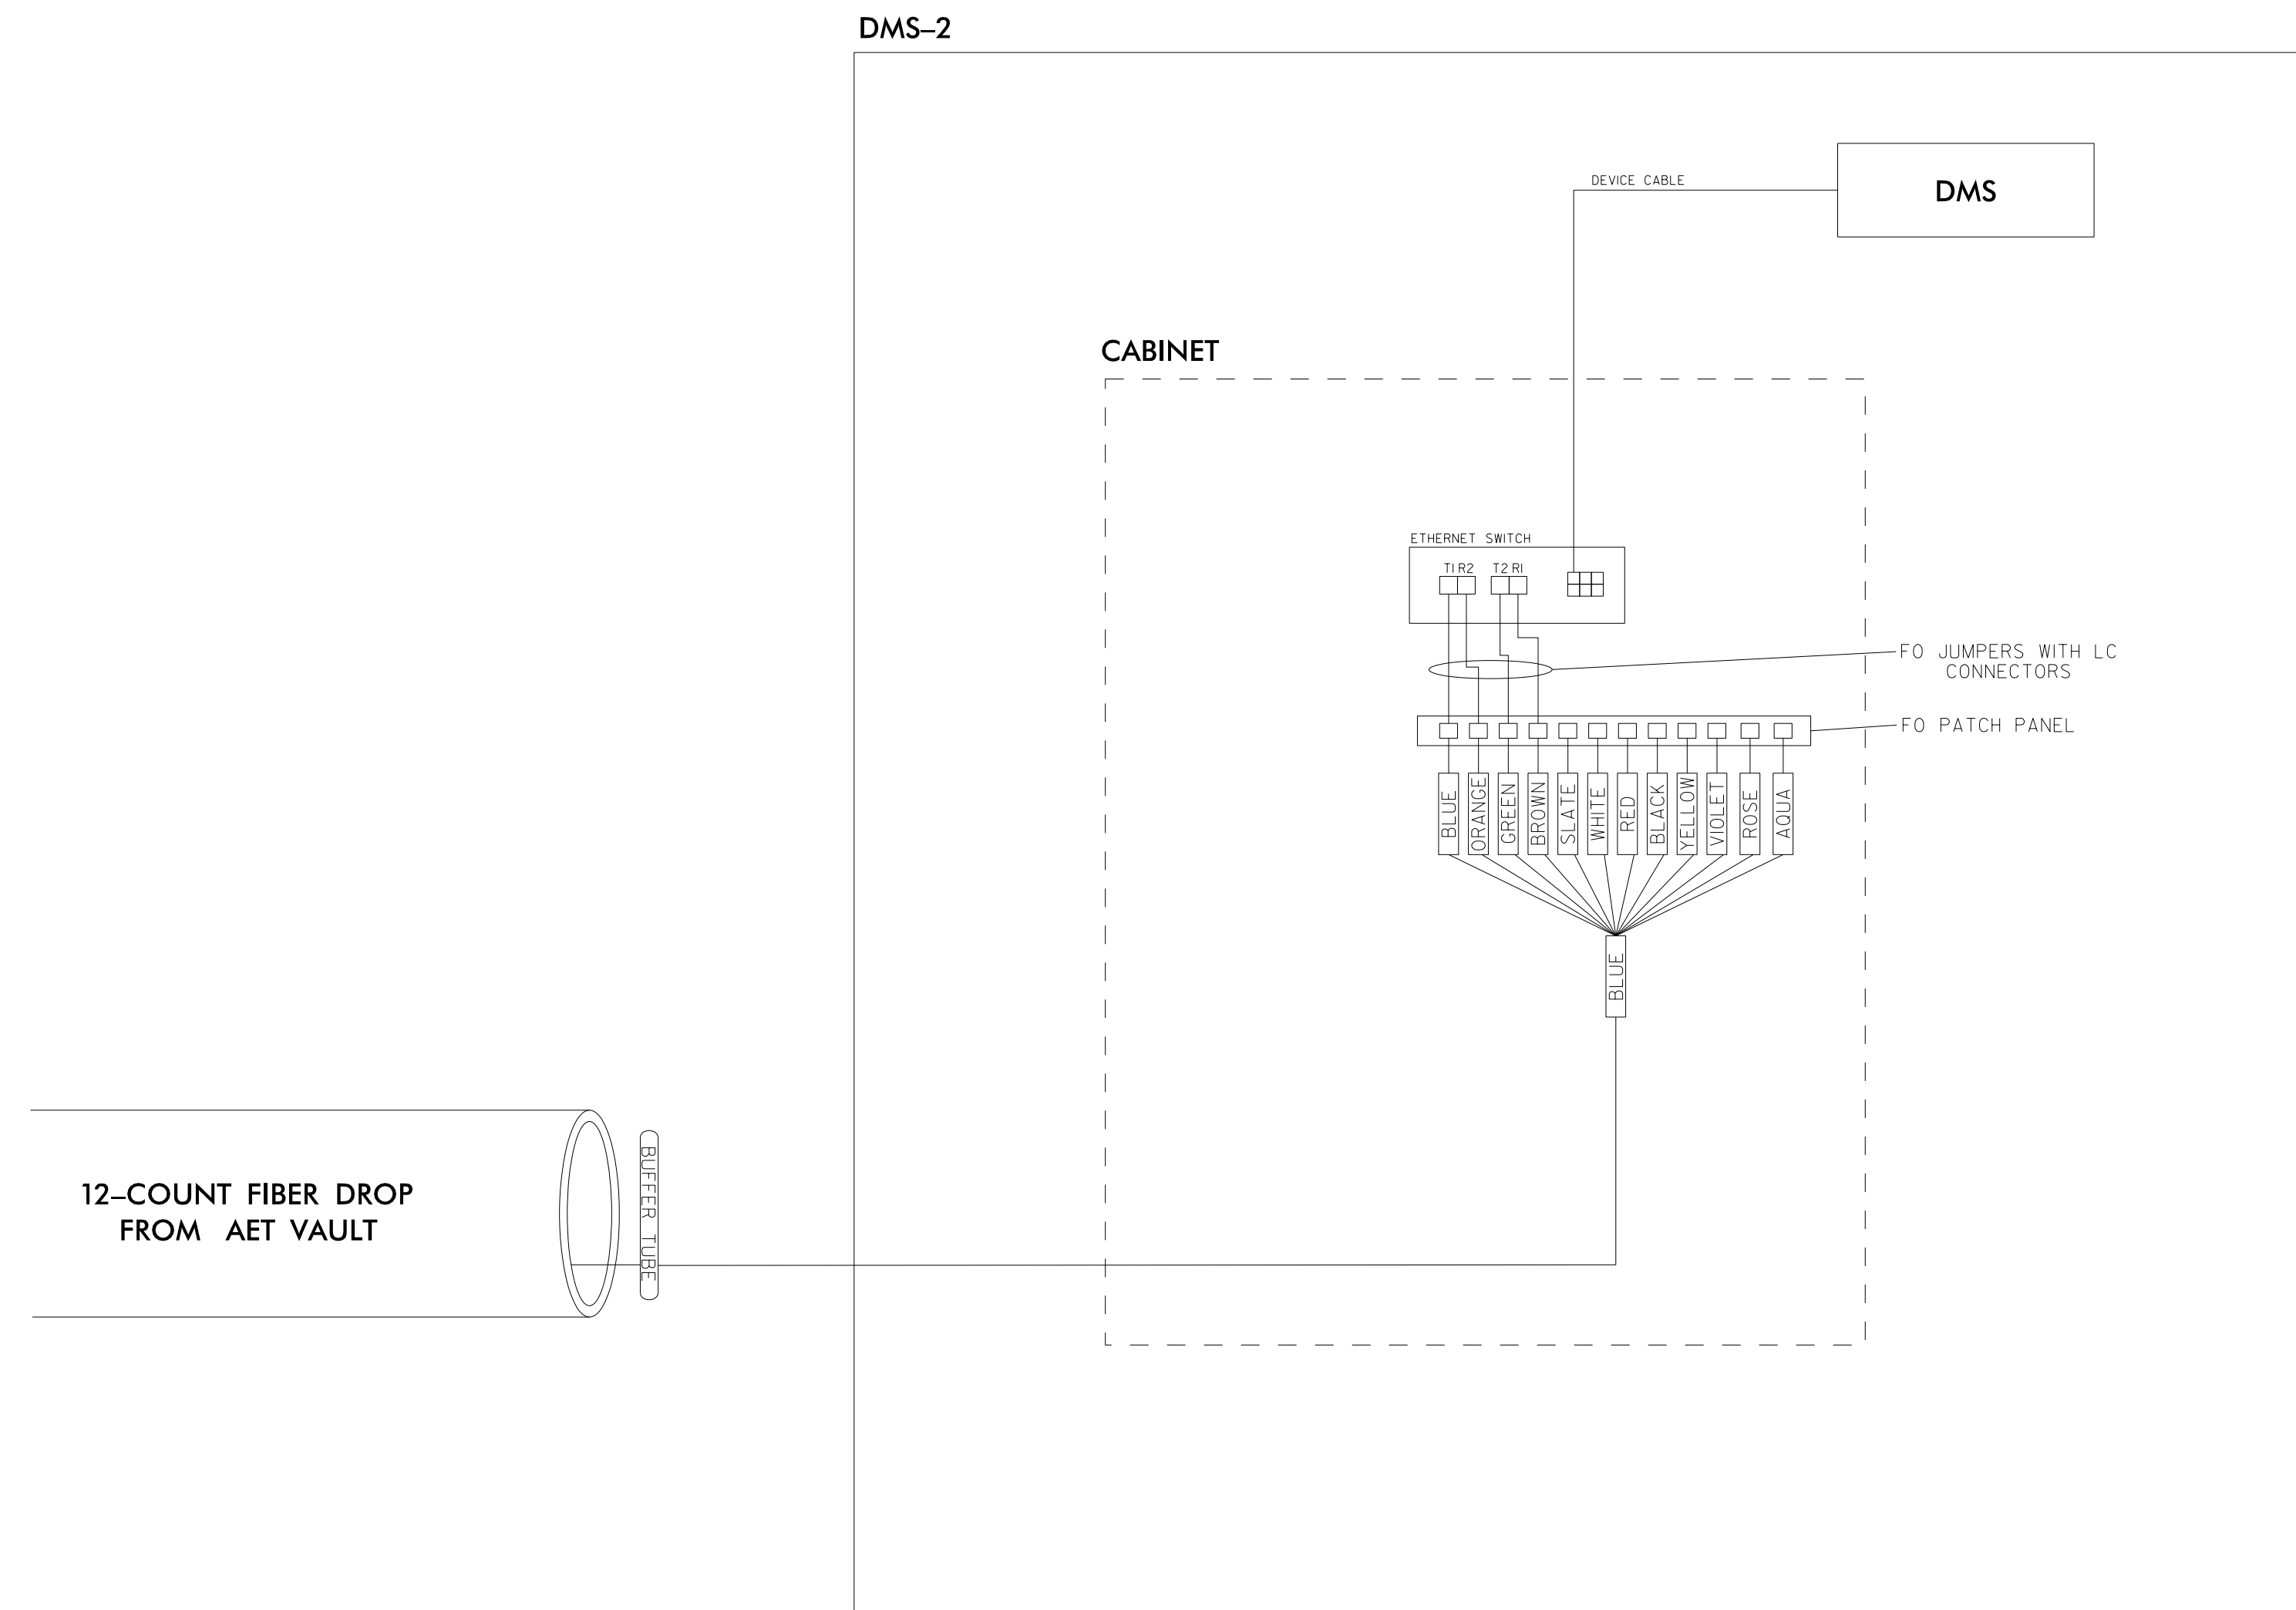 DMS–2
DEVICE CABLE
DMS
CABINET
ETHERNET SWITCH
T1 R2 T2 R1
FO JUMPERS WITH LC
CONNECTORS
FO PATCH PANEL
BLUE
ORANGE
GREEN
BROWN
SLATE
WHITE
RED
BLACK
YELLOW
VIOLET
ROSE
AQUA
BLUE
BUFFER TUBE
12–COUNT FIBER DROP
FROM AET VAULT